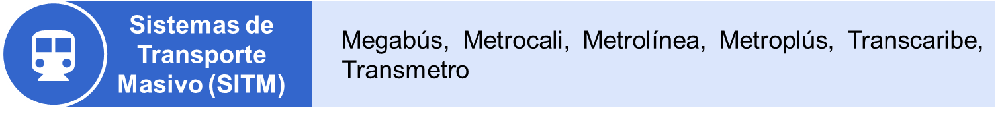 Sistemas de
Transporte
Masivo (SITM)
Megabús, Metrocali, Metrolínea, Metroplús, Transcaribe,
Transmetro